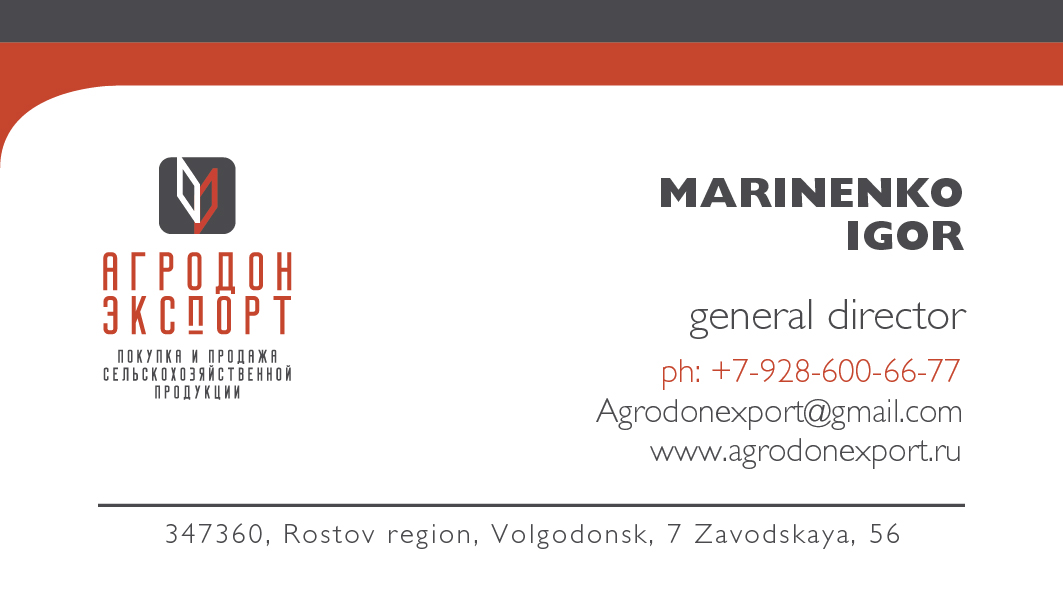 АГРОДОН
ЭКСПОРТ
ПОКУПКА И ПРОДАЖА
СЕЛЬСКОХОЗЯЙСТВЕННОЙ
ПРОДУКЦИИ
MARINENKO
IGOR
general director
ph: +7-928-600-66-77
Agrodonexport@gmail.com
www.agrodonexport.ru
347360, Rostov region, Volgodonsk, 7 Zavodskaya, 56